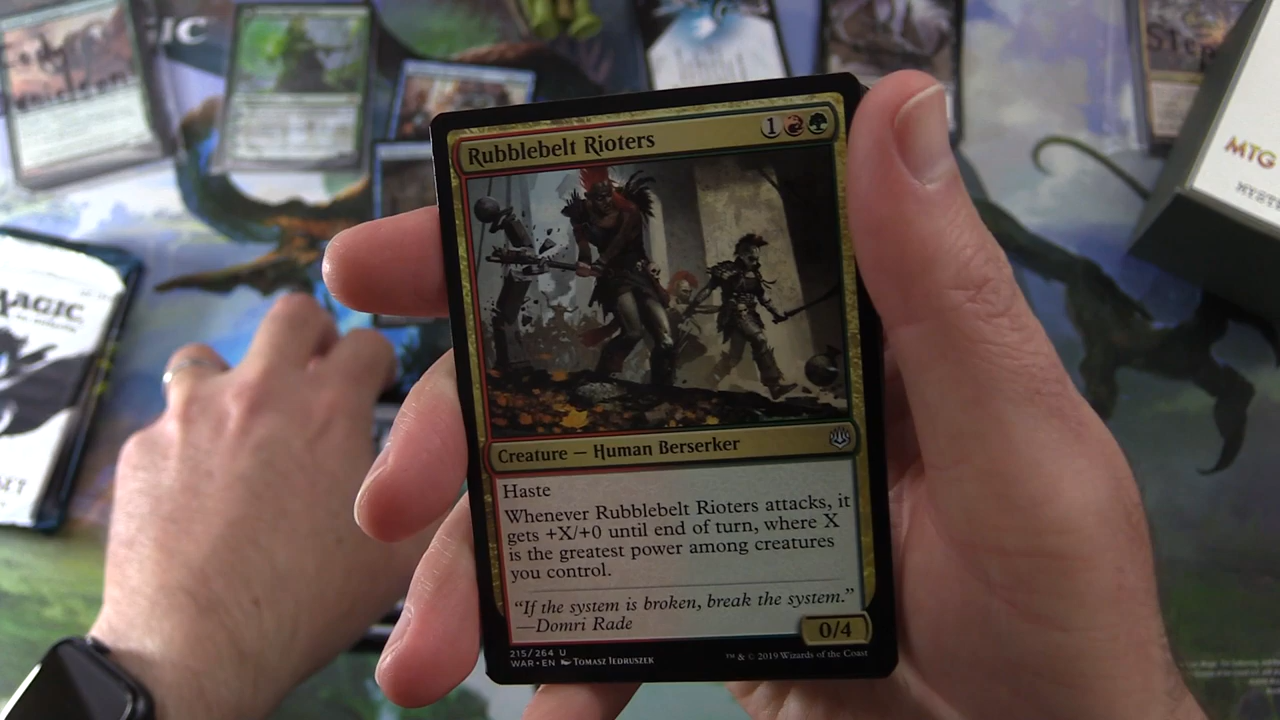 Rubblebelt Rioters
1
Creature — Human Berserker
Haste
Whenever Rubblebelt Rioters attacks, it
gets +X/+0 until end of turn, where X
is the greatest power among creatures
you control.
"If the system is broken, break the system."
—Domri Rade
0/4
215/264 U
WAR • EN Tomasz Jedruszek
™ & © 2019 Wizards of the Coast
MTG